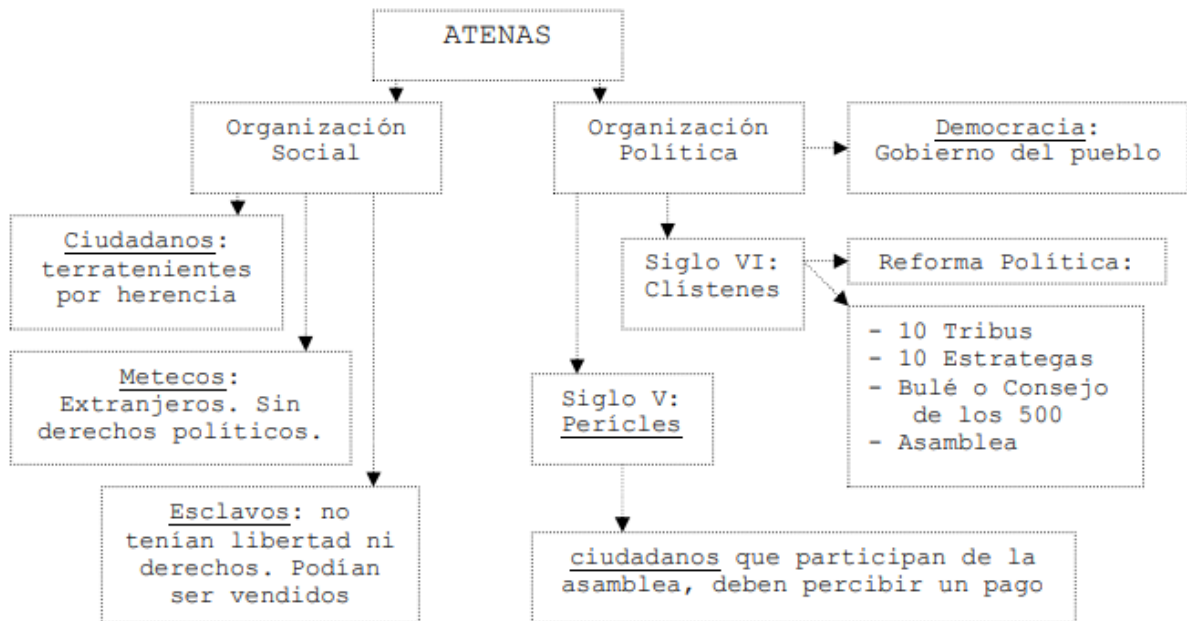 ATENAS
Organización
Social
Organización
Política
Democracia:
Gobierno del pueblo
Ciudadanos:
terratenientes
por herencia
Siglo VI:
Clístenes
Reforma Política:
- 10 Tribus
- 10 Estrategas
- Bulé o Consejo
de los 500
- Asamblea
Metecos:
Extranjeros. Sin
derechos políticos.
Siglo V:
Perícles
Esclavos: no
tenían libertad ni
derechos. Podían
ser vendidos
ciudadanos que participan de la
asamblea, deben percibir un pago